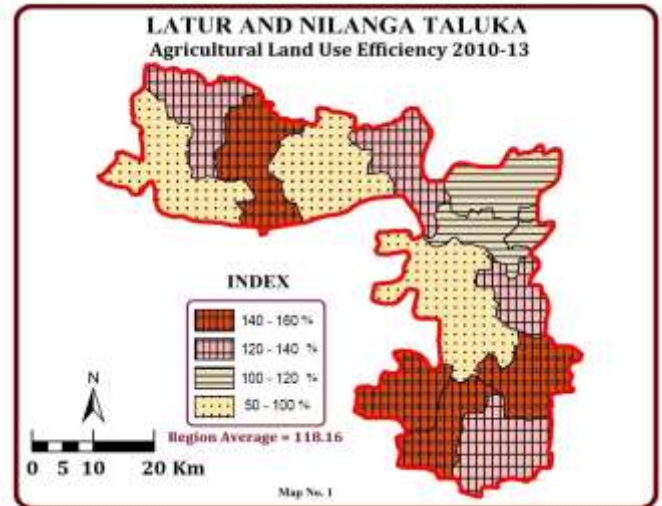 LATUR AND NILANGA TALUKA
Agricultural Land Use Efficiency 2010-13
INDEX
140 - 160 %
120 - 140 %
100 - 120 %
50 - 100 %
Region Average = 118.16
N
0 5 10 20 Km
Map No. 1